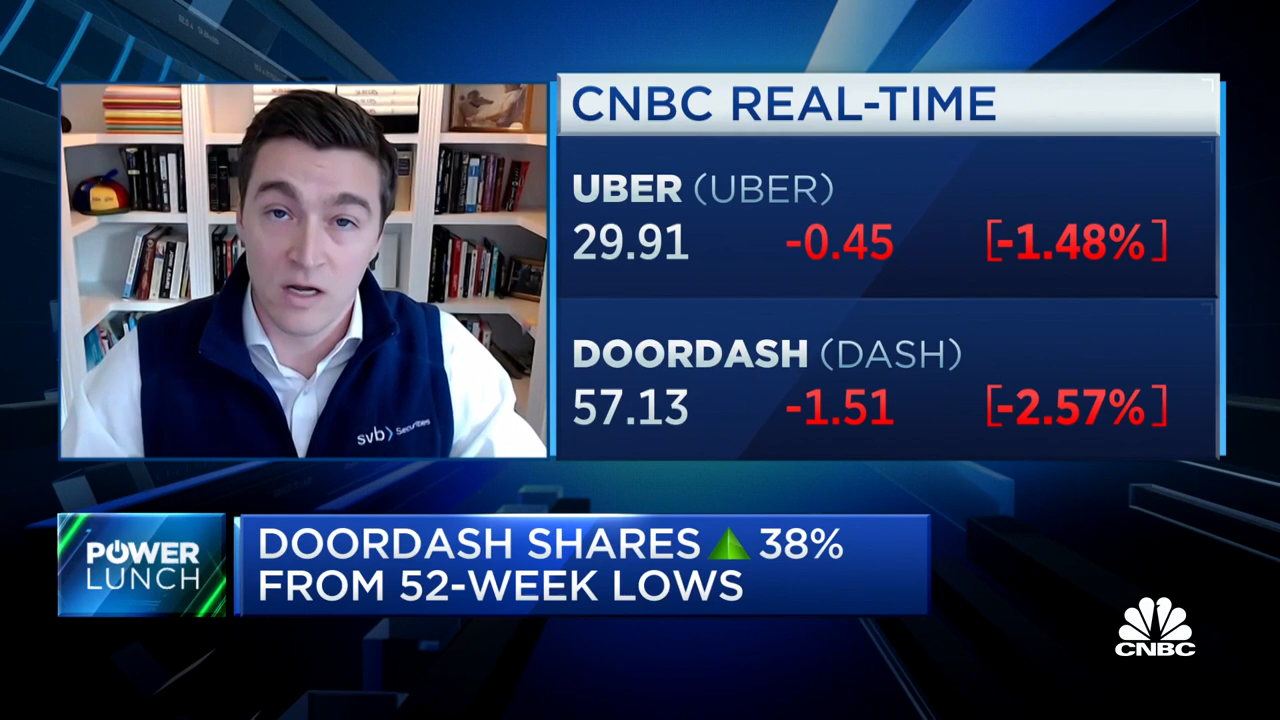 CNBC REAL-TIME
UBER (UBER)
29.91 -0.45 [-1.48%]
DOORDASH (DASH)
57.13 -1.51 [-2.57%]
svb> Securities
POWER
LUNCH
DOORDASH SHARES ▲ 38%
FROM 52-WEEK LOWS
CNBC